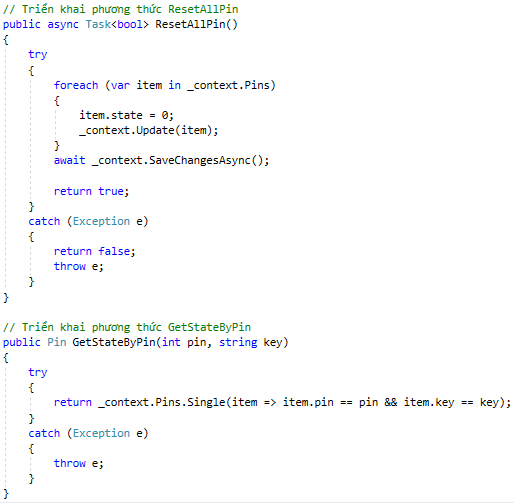 // Triển khai phương thức ResetAllPin
public async Task<bool> ResetAllPin()
{
    try
    {
        foreach (var item in _context.Pins)
        {
            item.state = 0;
            _context.Update(item);
        }
        await _context.SaveChangesAsync();

        return true;
    }
    catch (Exception e)
    {
        return false;
        throw e;
    }
}

// Triển khai phương thức GetStateByPin
public Pin GetStateByPin(int pin, string key)
{
    try
    {
        return _context.Pins.Single(item => item.pin == pin && item.key == key);
    }
    catch (Exception e)
    {
        throw e;
    }
}